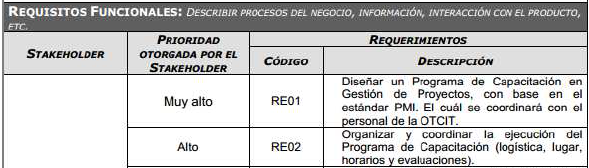 REQUISITOS FUNCIONALES: DESCRIBIR PROCESOS DEL NEGOCIO, INFORMACIÓN, INTERACCIÓN CON EL PRODUCTO,
ETC.
STAKEHOLDER
PRIORIDAD
OTORGADA POR EL
STAKEHOLDER
REQUERIMIENTOS
CÓDIGO
DESCRIPCIÓN
Muy alto
RE01
Diseñar un Programa de Capacitación en
Gestión de Proyectos, con base en el
estándar PMI. El cuál se coordinará con el
personal de la OTCIT.
Alto
RE02
Organizar y coordinar la ejecución del
Programa de Capacitación (logística, lugar,
horarios y evaluaciones).